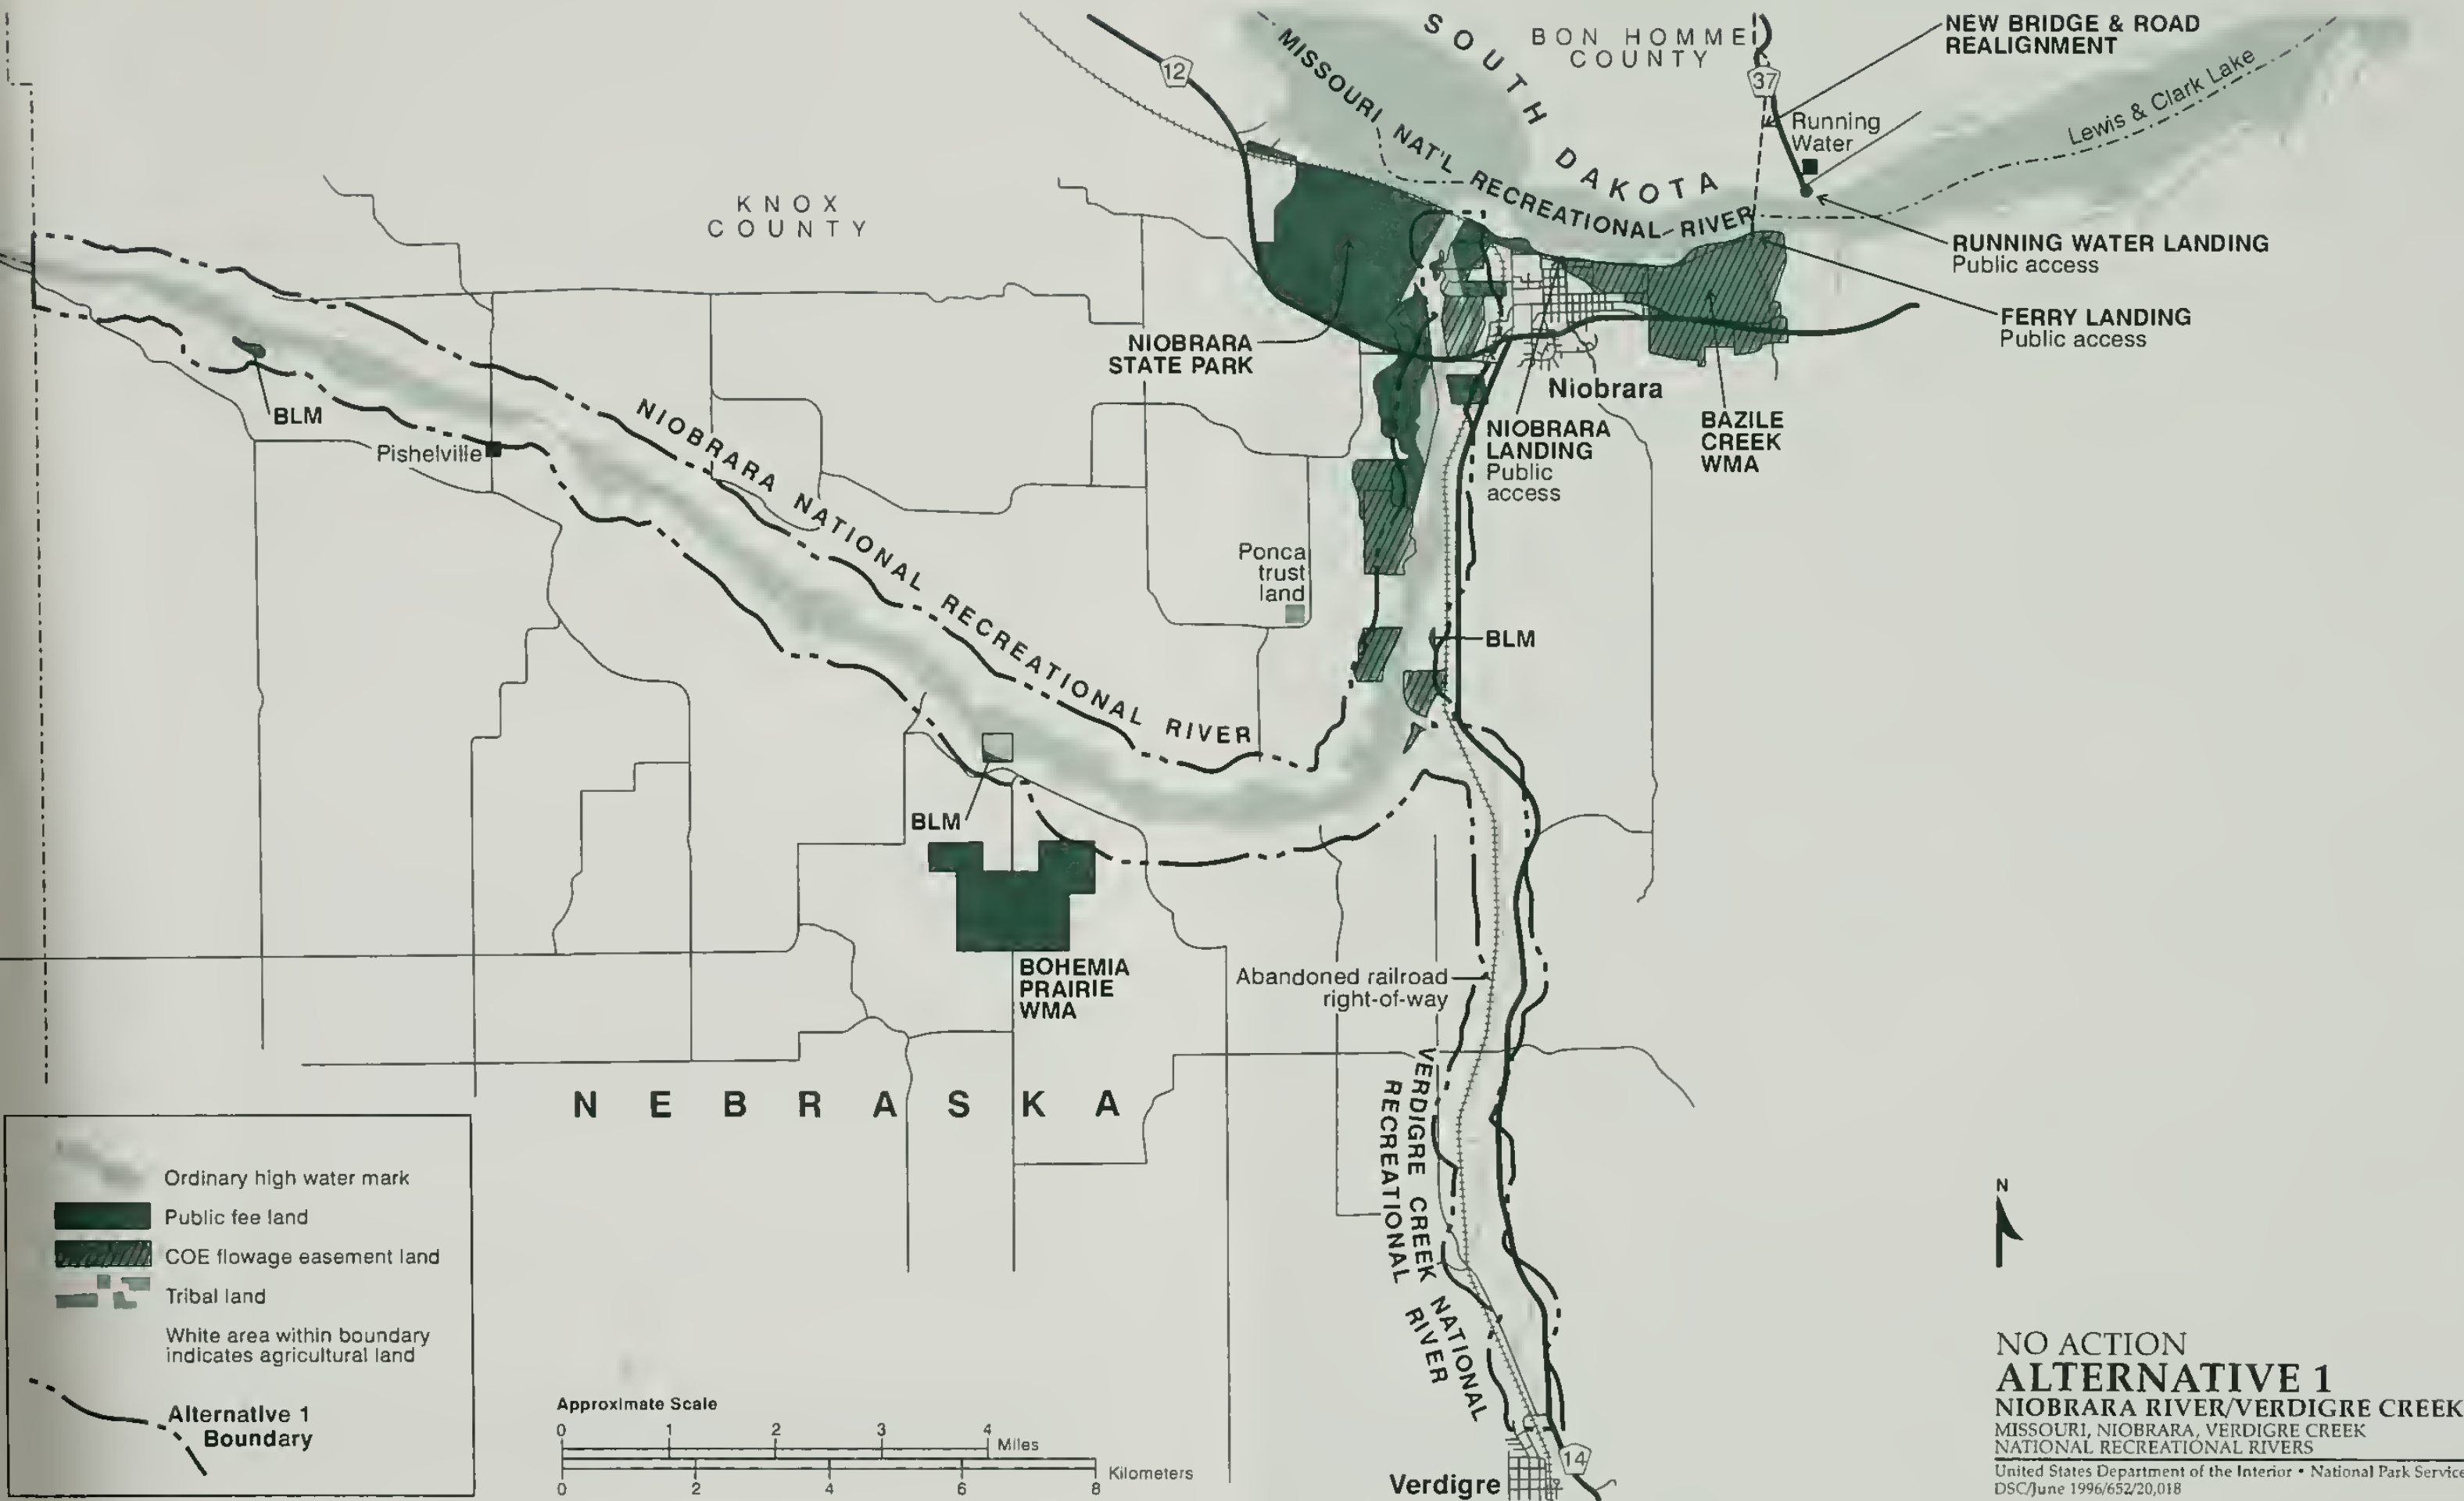 SOUTH DAKOTA
BON HOMME
COUNTY
NEW BRIDGE & ROAD
REALIGNMENT
12
37
MISSOURI NAT'L RECREATIONAL RIVER
Running
Water
Lewis & Clark Lake
KNOX
COUNTY
RUNNING WATER LANDING
Public access
FERRY LANDING
Public access
NIOBRARA
STATE PARK
Niobrara
BLM
Pishelville
NIOBRARA NATIONAL RECREATIONAL RIVER
NIOBRARA
LANDING
Public
access
BAZILE
CREEK
WMA
Ponca
trust
land
BLM
BLM
BOHEMIA
PRAIRIE
WMA
Abandoned railroad
right-of-way
NEBRASKA
VERDIGRE CREEK NATIONAL
RECREATIONAL RIVER
Ordinary high water mark
Public fee land
COE flowage easement land
Tribal land
White area within boundary
indicates agricultural land
Alternative 1
Boundary
Approximate Scale
0 1 2 3 4
Miles
Kilometers
0 2 4 6 8
Verdigre
14
N
NO ACTION
ALTERNATIVE 1
NIOBRARA RIVER/VERDIGRE CREEK
MISSOURI, NIOBRARA, VERDIGRE CREEK
NATIONAL RECREATIONAL RIVERS
United States Department of the Interior • National Park Service
DSC/June 1996/652/20,018